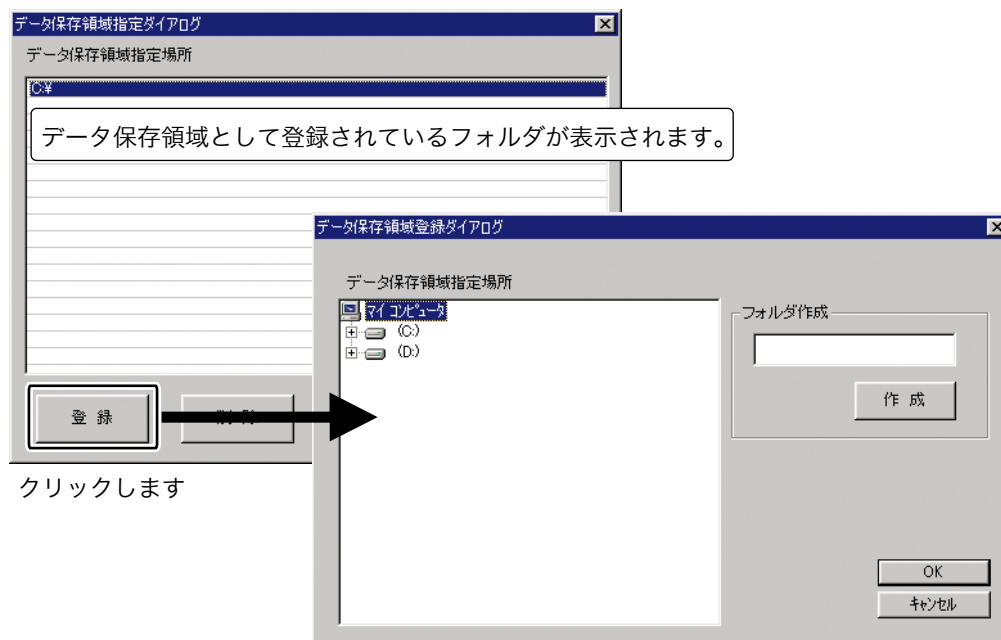 データ保存領域指定ダイアログ
データ保存領域指定場所
C:¥
データ保存領域として登録されているフォルダが表示されます。
登 録
クリックします
データ保存領域登録ダイアログ
データ保存領域指定場所
マイ コンピュータ
(C:)
(D:)
フォルダ作成
作 成
OK
キャンセル